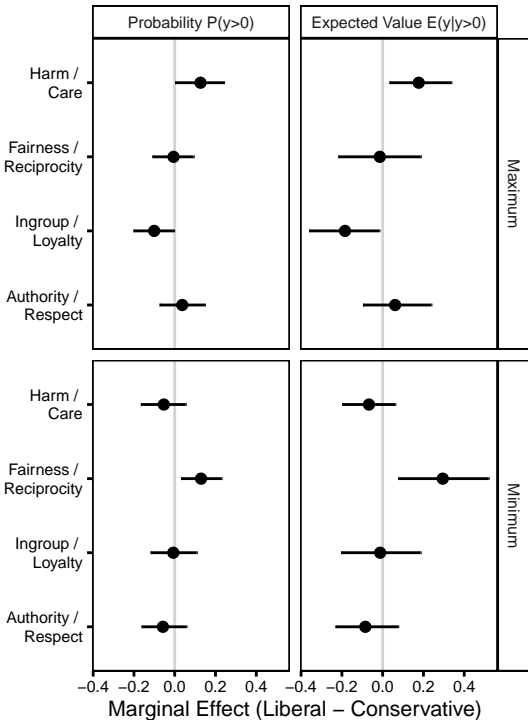 Probability P(y>0)
Expected Value E(y|y>0)
Harm /
Care
Fairness /
Reciprocity
Ingroup /
Loyalty
Authority /
Respect
Maximum
Harm /
Care
Fairness /
Reciprocity
Ingroup /
Loyalty
Authority /
Respect
Minimum
−0.4 −0.2 0.0 0.2 0.4 −0.4 −0.2 0.0 0.2 0.4
Marginal Effect (Liberal − Conservative)